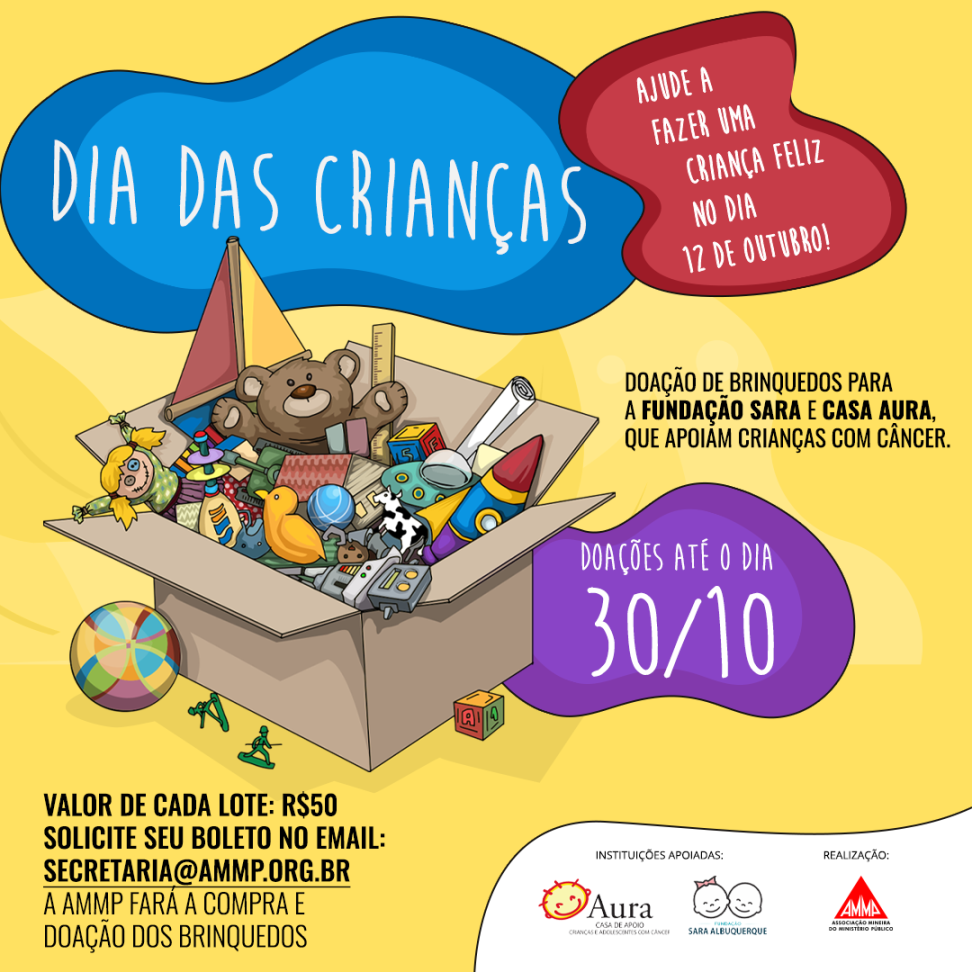 DIA DAS CRIANÇAS
AJUDE A
FAZER UMA
CRIANÇA FELIZ
NO DIA
12 DE OUTUBRO!
DOAÇÃO DE BRINQUEDOS PARA
A FUNDAÇÃO SARA E CASA AURA,
QUE APOIAM CRIANÇAS COM CÂNCER.
DOAÇÕES ATÉ O DIA
30/10
VALOR DE CADA LOTE: R$50
SOLICITE SEU BOLETO NO EMAIL:
SECRETARIA@AMMP.ORG.BR
A AMMP FARÁ A COMPRA E
DOAÇÃO DOS BRINQUEDOS
INSTITUIÇÕES APOIADAS:
Aura
CASA DE APOIO
CRIANÇAS E ADOLESCENTES COM CÂNCER
FUNDAÇÃO
SARA ALBUQUERQUE
REALIZAÇÃO:
AMMP
ASSOCIAÇÃO MINEIRA
DO MINISTÉRIO PÚBLICO